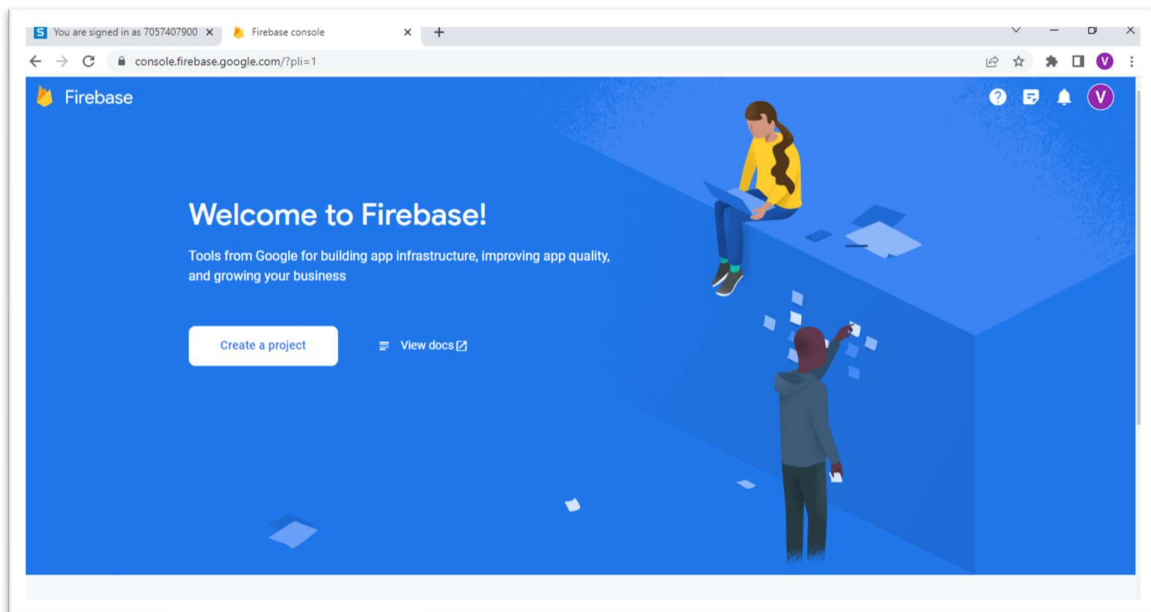 You are signed in as 7057407900
Firebase console
console.firebase.google.com/?pli=1
V
Firebase
V
Welcome to Firebase!
Tools from Google for building app infrastructure, improving app quality,
and growing your business
Create a project
View docs